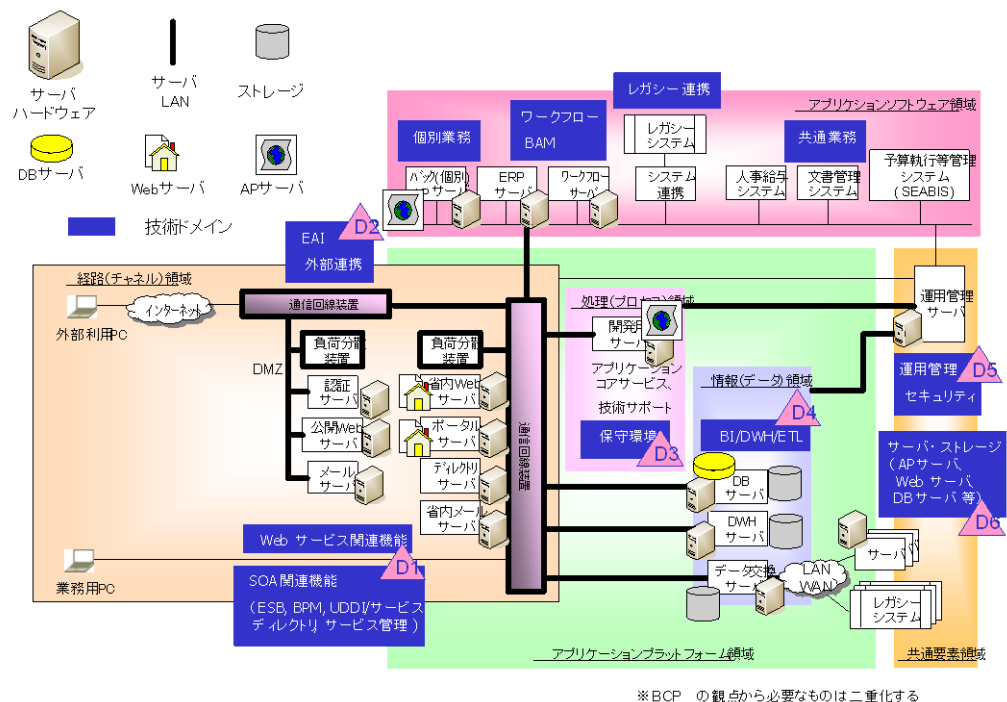 サーバ
ハードウェア
サーバ
LAN
ストレージ
DBサーバ
Webサーバ
APサーバ
技術ドメイン
レガシー連携
アプリケーションソフトウェア領域
ワークフロー
BAM
個別業務
レガシー
システム
共通業務
予算執行等管理
システム
(SEABIS)
パック(個別)
サーバ
ERP
サーバ
ワークフロー
サーバ
システム
連携
人事給与
システム
文書管理
システム
D2
EAI
外部連携
経路(チャネル)領域
外部利用PC
インターネット
通信回線装置
DMZ
負荷分散
装置
負荷分散
装置
認証
サーバ
公開Web
サーバ
メール
サーバ
省内Web
サーバ
ポータル
サーバ
ディレクトリ
サーバ
省内メール
サーバ
通信回線装置
処理(プロセス)領域
開発用
サーバ
アプリケーション
コアサービス、
技術サポート
保守環境
D3
情報(データ)領域
D4
BI/DWH/ETL
DB
サーバ
DWH
サーバ
データ交換
サーバ
LAN
WAN
サーバ
レガシー
システム
運用管理
サーバ
運用管理
D5
セキュリティ
サーバ・ストレージ
(APサーバ、
Web サーバ、
DBサーバ 等)
D6
Web サービス関連機能
D1
業務用PC
SOA関連機能
(ESB, BPM, UDDI/サービス
ディレクトリ, サービス管理)
アプリケーションプラットフォーム領域
共通要素領域
※BCP の観点から必要なものは二重化する